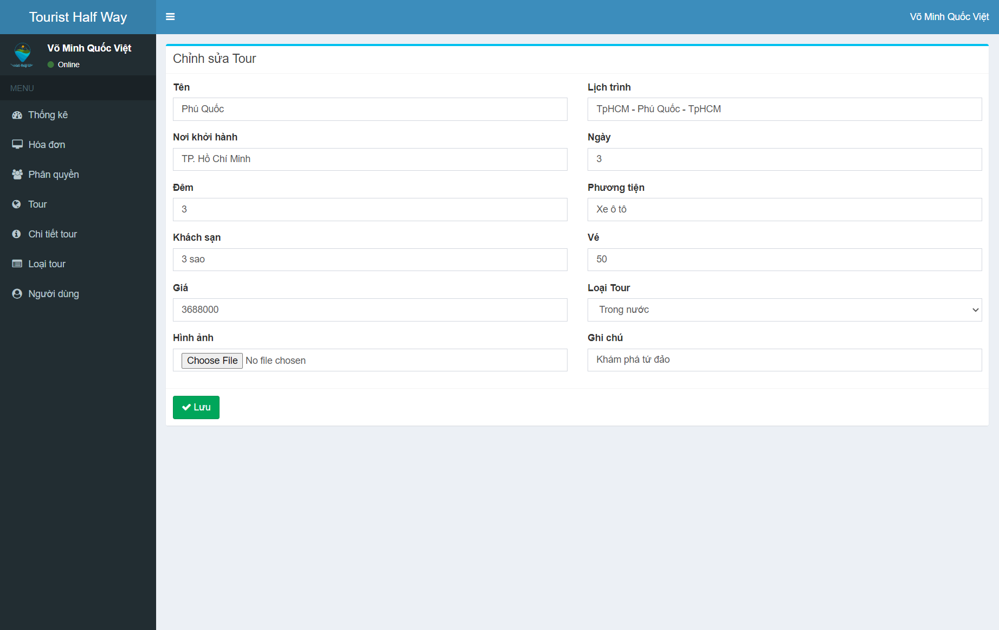 Tourist Half Way
Võ Minh Quốc Việt
Võ Minh Quốc Việt
Online
MENU
Thống kê
Hóa đơn
Phân quyền
Tour
Chi tiết tour
Loại tour
Người dùng
Chỉnh sửa Tour
Tên
Phú Quốc
Lịch trình
TpHCM - Phú Quốc - TpHCM
Nơi khởi hành
TP. Hồ Chí Minh
Ngày
3
Đêm
3
Phương tiện
Xe ô tô
Khách sạn
3 sao
Vé
50
Giá
3688000
Loại Tour
Trong nước
Hình ảnh
Choose File No file chosen
Ghi chú
Khám phá tứ đảo
Lưu